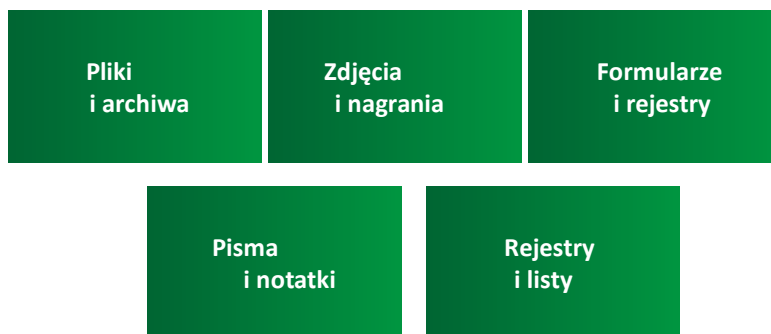 Pliki
i archiwa
Zdjęcia
i nagrania
Formularze
i rejestry
Pisma
i notatki
Rejestry
i listy